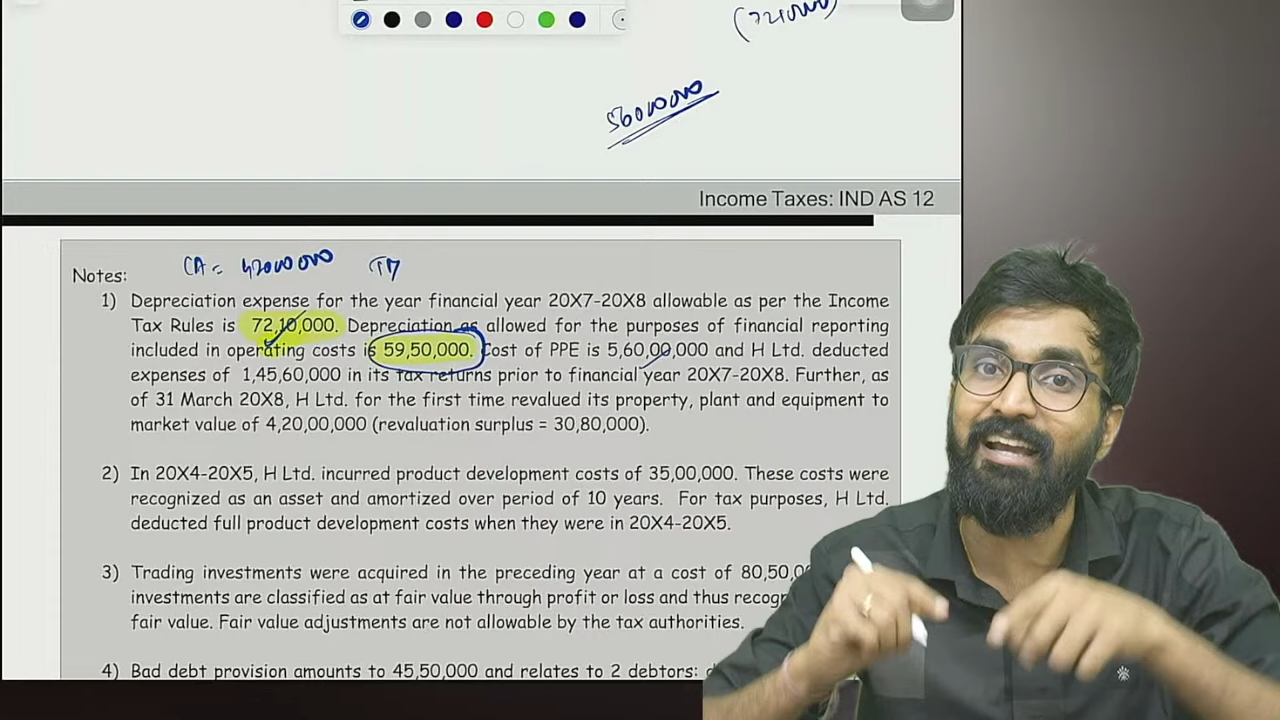 (7210000)
56000000
Income Taxes: IND AS 12
CA = 42000000 TB
Notes:
1) Depreciation expense for the year financial year 20X7-20X8 allowable as per the Income
Tax Rules is 72,10,000. Depreciation as allowed for the purposes of financial reporting
included in operating costs is 59,50,000. Cost of PPE is 5,60,00,000 and H Ltd. deducted
expenses of 1,45,60,000 in its tax returns prior to financial year 20X7-20X8. Further, as
of 31 March 20X8, H Ltd. for the first time revalued its property, plant and equipment to
market value of 4,20,00,000 (revaluation surplus = 30,80,000).
2) In 20X4-20X5, H Ltd. incurred product development costs of 35,00,000. These costs were
recognized as an asset and amortized over period of 10 years. For tax purposes, H Ltd.
deducted full product development costs when they were in 20X4-20X5.
3) Trading investments were acquired in the preceding year at a cost of 80,50,0
investments are classified as at fair value through profit or loss and thus recog
fair value. Fair value adjustments are not allowable by the tax authorities.
4) Bad debt provision amounts to 45,50,000 and relates to 2 debtors: